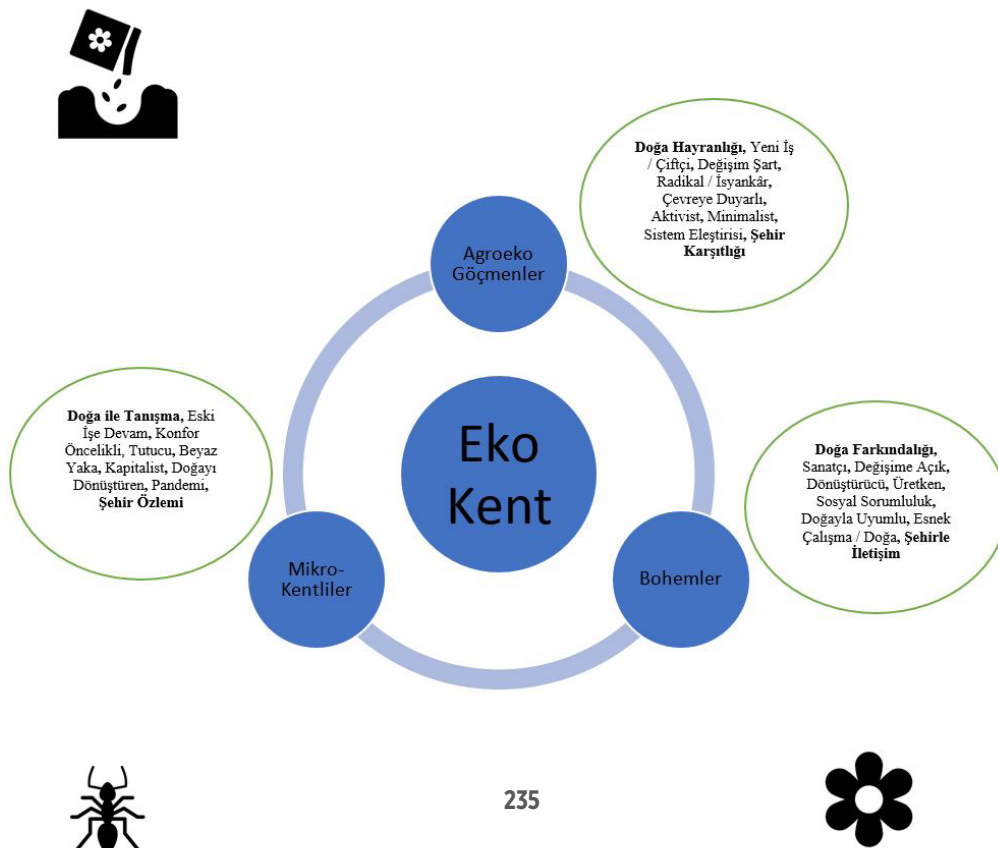 Doğa Hayranlığı, Yeni İş
/ Çiftçi, Değişim Şart,
Radikal / İsyankâr,
Çevreye Duyarlı,
Aktivist, Minimalist,
Sistem Eleştirisi, Şehir
Karşıtlığı
Agroeko
Göçmenler
Doğa ile Tanışma, Eski
İşe Devam, Konfor
Öncelikli, Tutucu, Beyaz
Yaka, Kapitalist, Doğayı
Dönüştüren, Pandemi,
Şehir Özlemi
Eko
Kent
Doğa Farkındalığı,
Sanatçı, Değişime Açık,
Dönüştürücü, Üretken,
Sosyal Sorumluluk,
Doğayla Uyumlu, Esnek
Çalışma / Doğa, Şehirle
İletişim
Mikro-
Kentliler
Bohemler
235